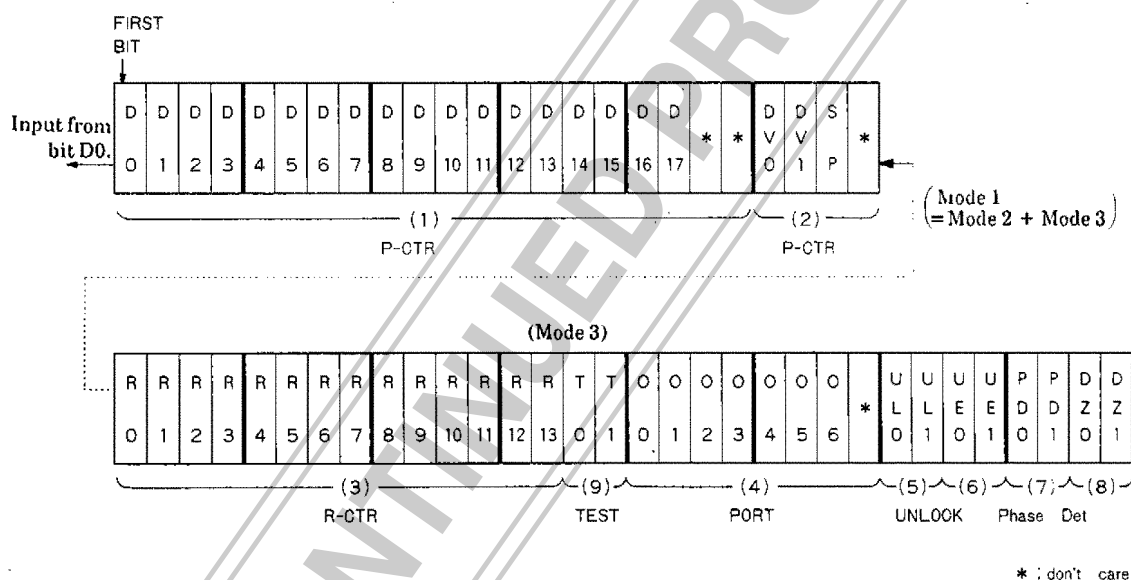 FIRST
BIT
D D D D D D D D D D D D D D D D D D * * D V 0 D V 1 S P *
0 1 2 3 4 5 6 7 8 9 10 11 12 13 14 15 16 17
Input from
bit D0.
(1) (2)
P-CTR P-CTR
(Mode 1
=Mode 2 + Mode 3)
(Mode 3)
R R R R R R R R R R R R R R T T O O O O O O O * U L 0 U L 1 U E 0 U E 1 P D 0 P D 1 D Z 0 D Z 1
0 1 2 3 4 5 6 7 8 9 10 11 12 13 0 1 0 1 2 3 4 5 6
(3) (9) (4) (5) (6) (7) (8)
R-CTR TEST PORT UNLOCK Phase Det
* : don't care
NTINUED PRO